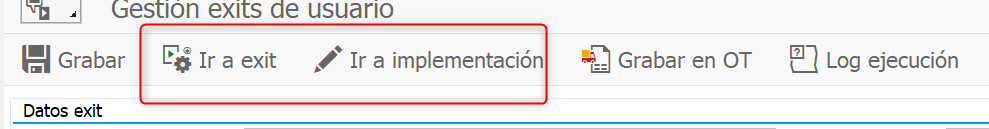 Gestión exits de usuario
Grabar Ir a exit Ir a implementación Grabar en OT Log ejecución
Datos exit